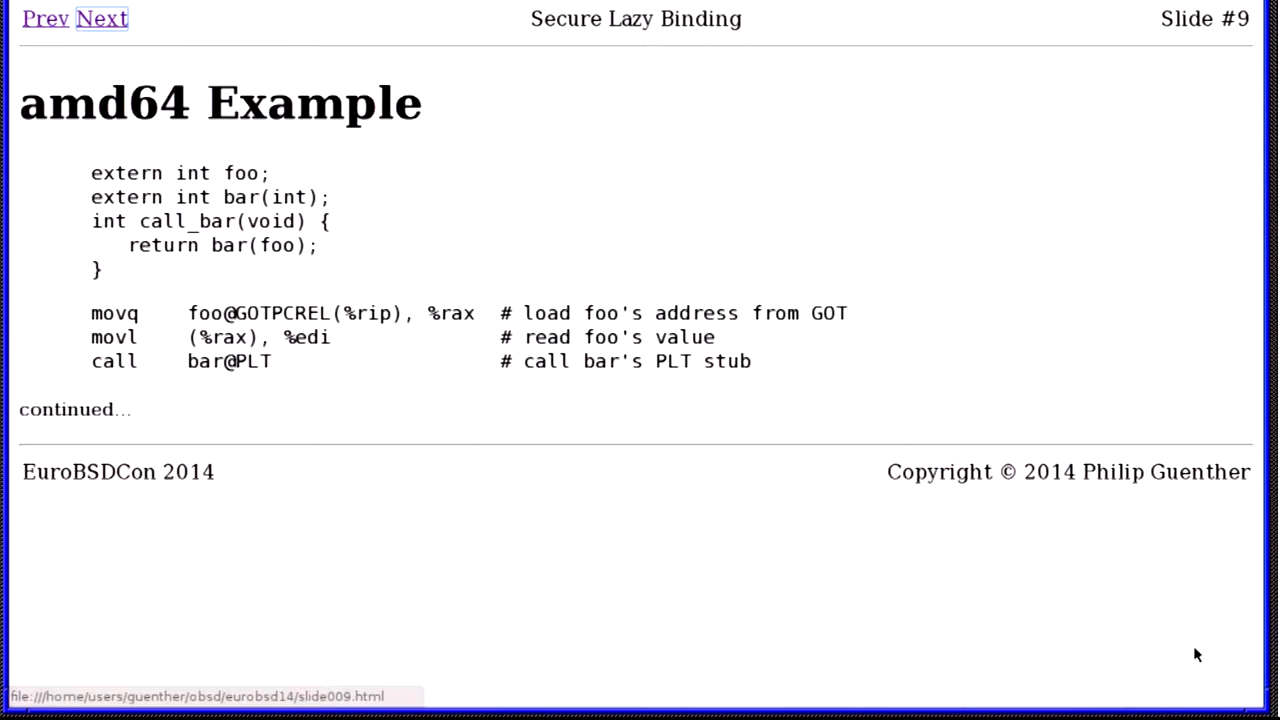 Prev Next Secure Lazy Binding Slide #9
amd64 Example
extern int foo;
extern int bar(int);
int call_bar(void) {
return bar(foo);
}
movq foo@GOTPCREL(%rip), %rax # load foo's address from GOT
movl (%rax), %edi # read foo's value
call bar@PLT # call bar's PLT stub
continued...
EuroBSDCon 2014 Copyright © 2014 Philip Guenther
file:///home/users/guenther/obsd/eurobsd14/slide009.html